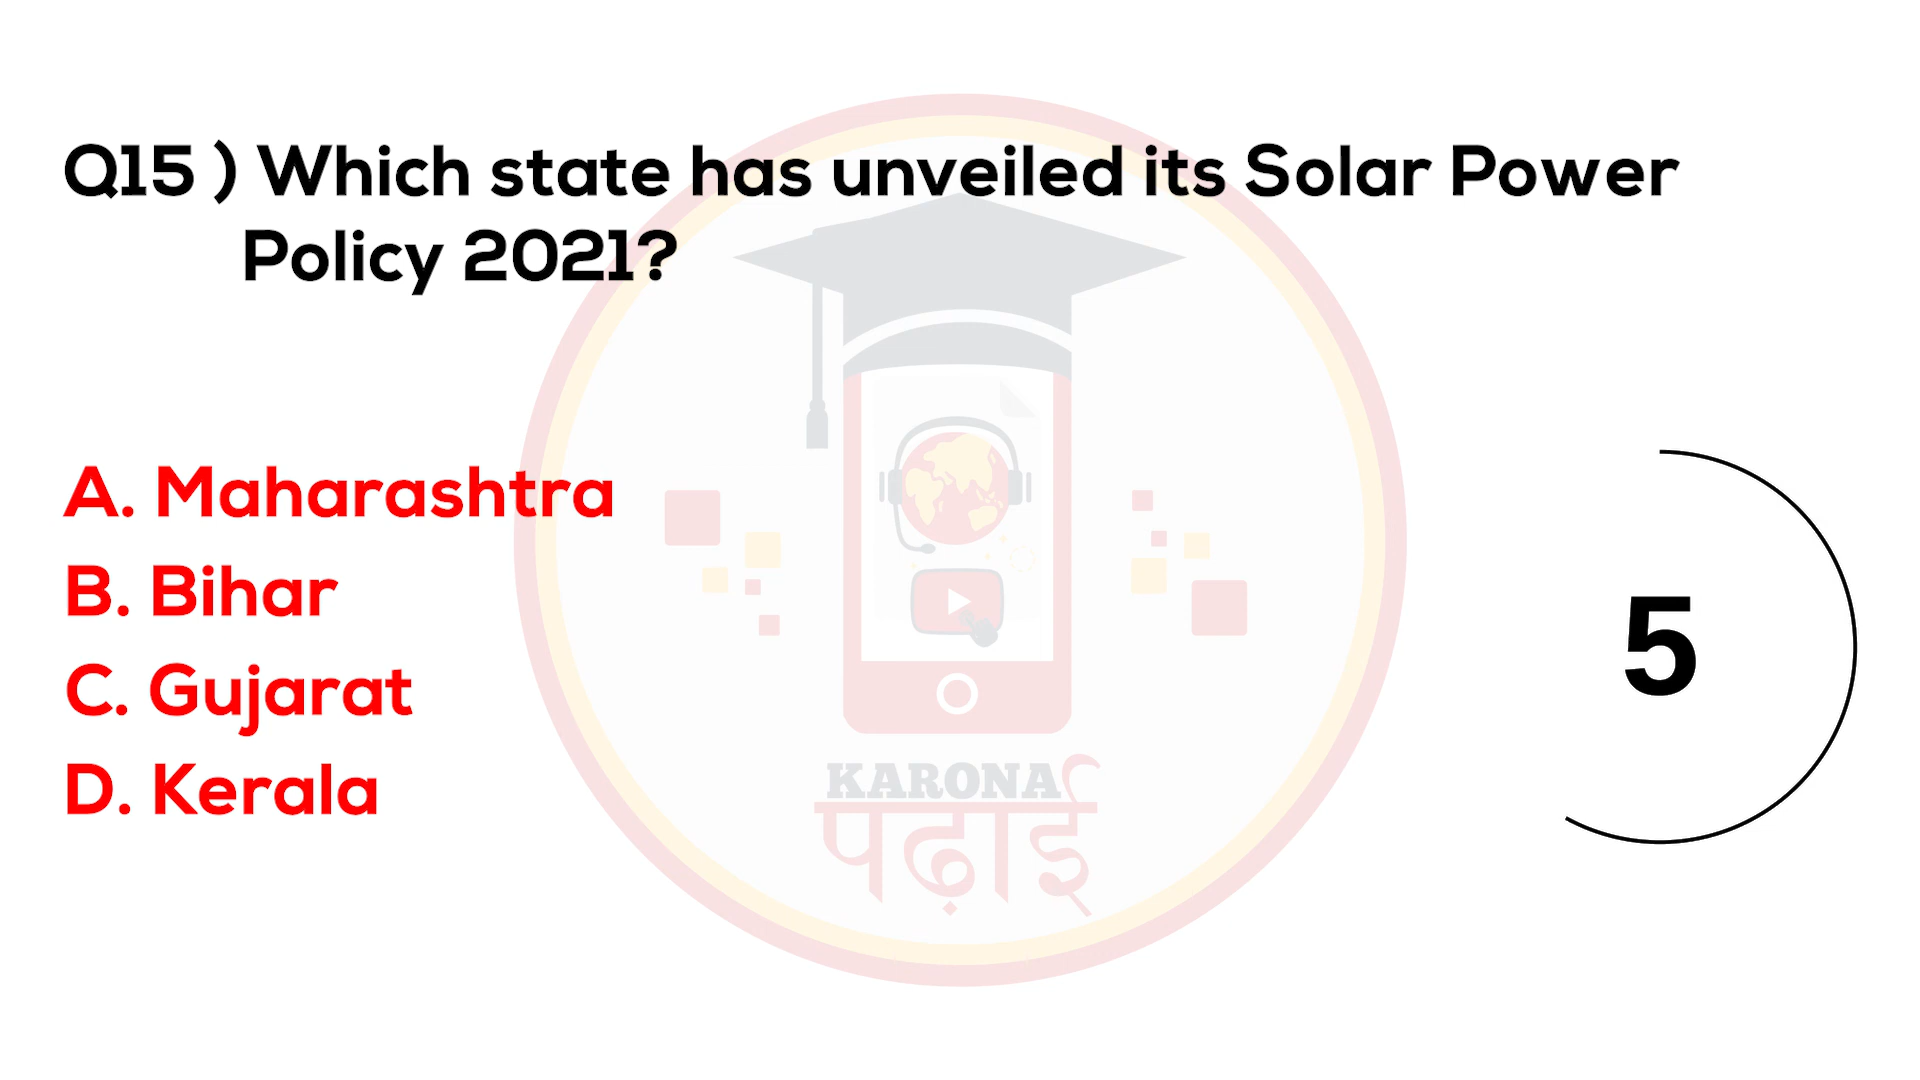 Q15 ) Which state has unveiled its Solar Power
Policy 2021?
A. Maharashtra
B. Bihar
C. Gujarat
D. Kerala
5
KARONA
पढ़ाई